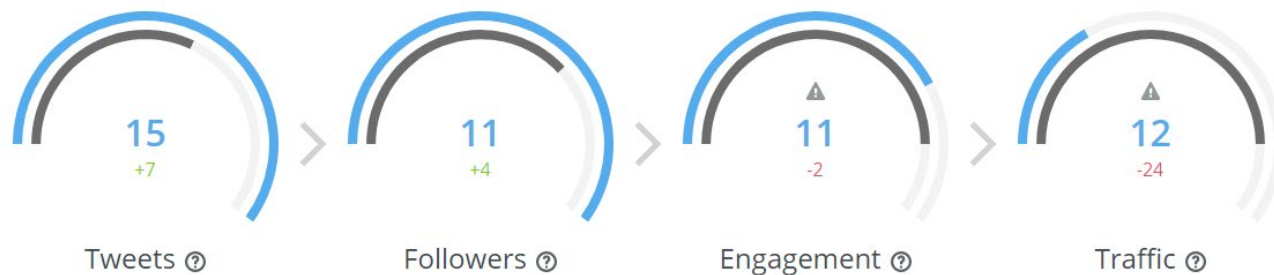 15 11 11 12
+7 +4 -2 -24
Tweets ? Followers ? Engagement ? Traffic ?